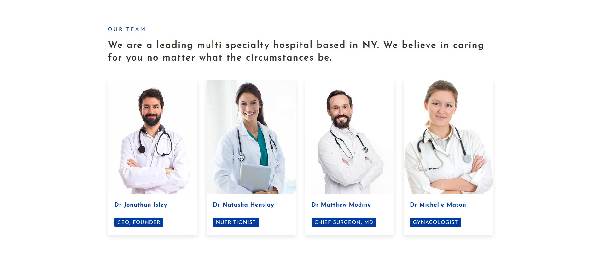 OUR TEAM
We are a leading multi specialty hospital based in NY. We believe in caring
for you no matter what the circumstances be.
Dr Jonathan Isley
Dr Natasha Hensley
Dr Matthew Modine
Dr Michelle Mason
CEO, FOUNDER
NUTRITIONIST
CHIEF SURGEON, MD
GYNACOLOGIST